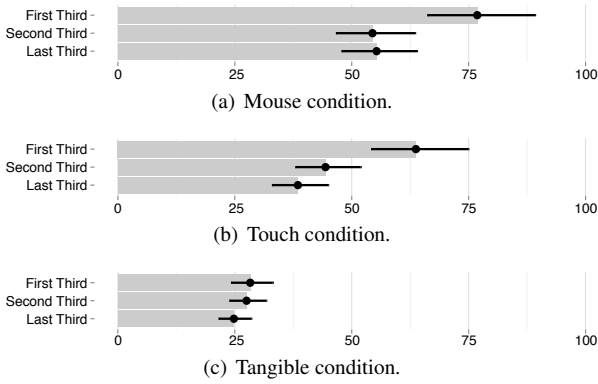 First Third
Second Third
Last Third
0 25 50 75 100
(a) Mouse condition.
First Third
Second Third
Last Third
0 25 50 75 100
(b) Touch condition.
First Third
Second Third
Last Third
0 25 50 75 100
(c) Tangible condition.